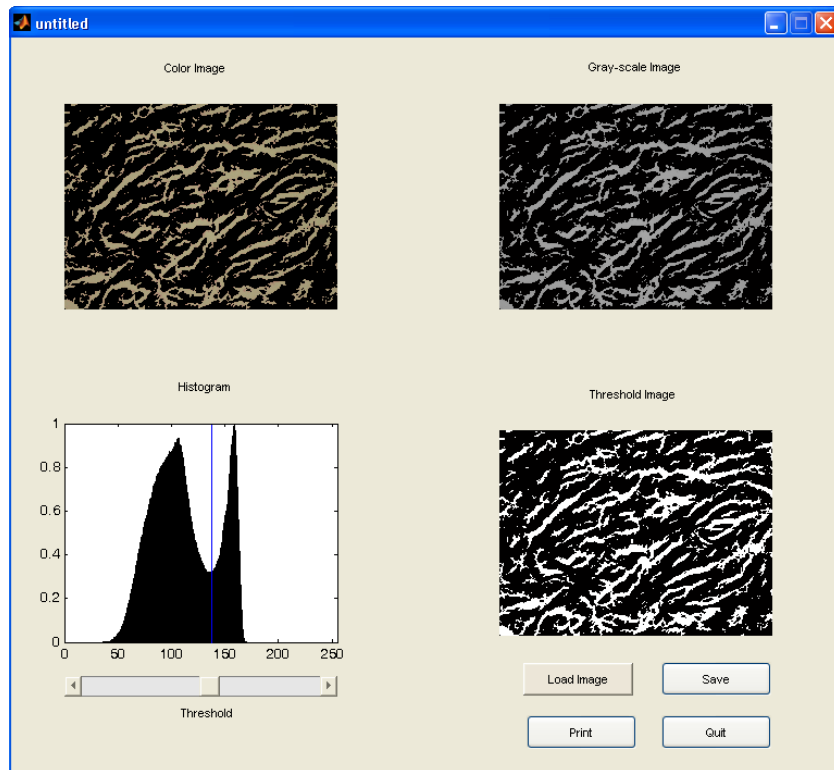 untitled
Color Image
Gray-scale Image
Histogram
Threshold Image
1
0.8
0.6
0.4
0.2
0
0 50 100 150 200 250
Threshold
Load Image
Save
Print
Quit